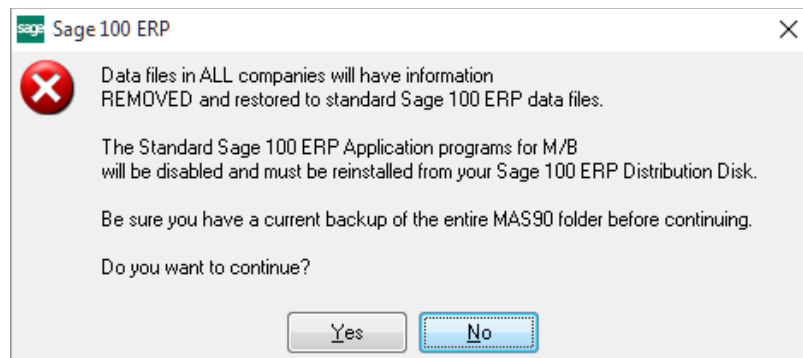 sage Sage 100 ERP
Data files in ALL companies will have information
REMOVED and restored to standard Sage 100 ERP data files.
The Standard Sage 100 ERP Application programs for M/B
will be disabled and must be reinstalled from your Sage 100 ERP Distribution Disk.
Be sure you have a current backup of the entire MAS90 folder before continuing.
Do you want to continue?
Yes No